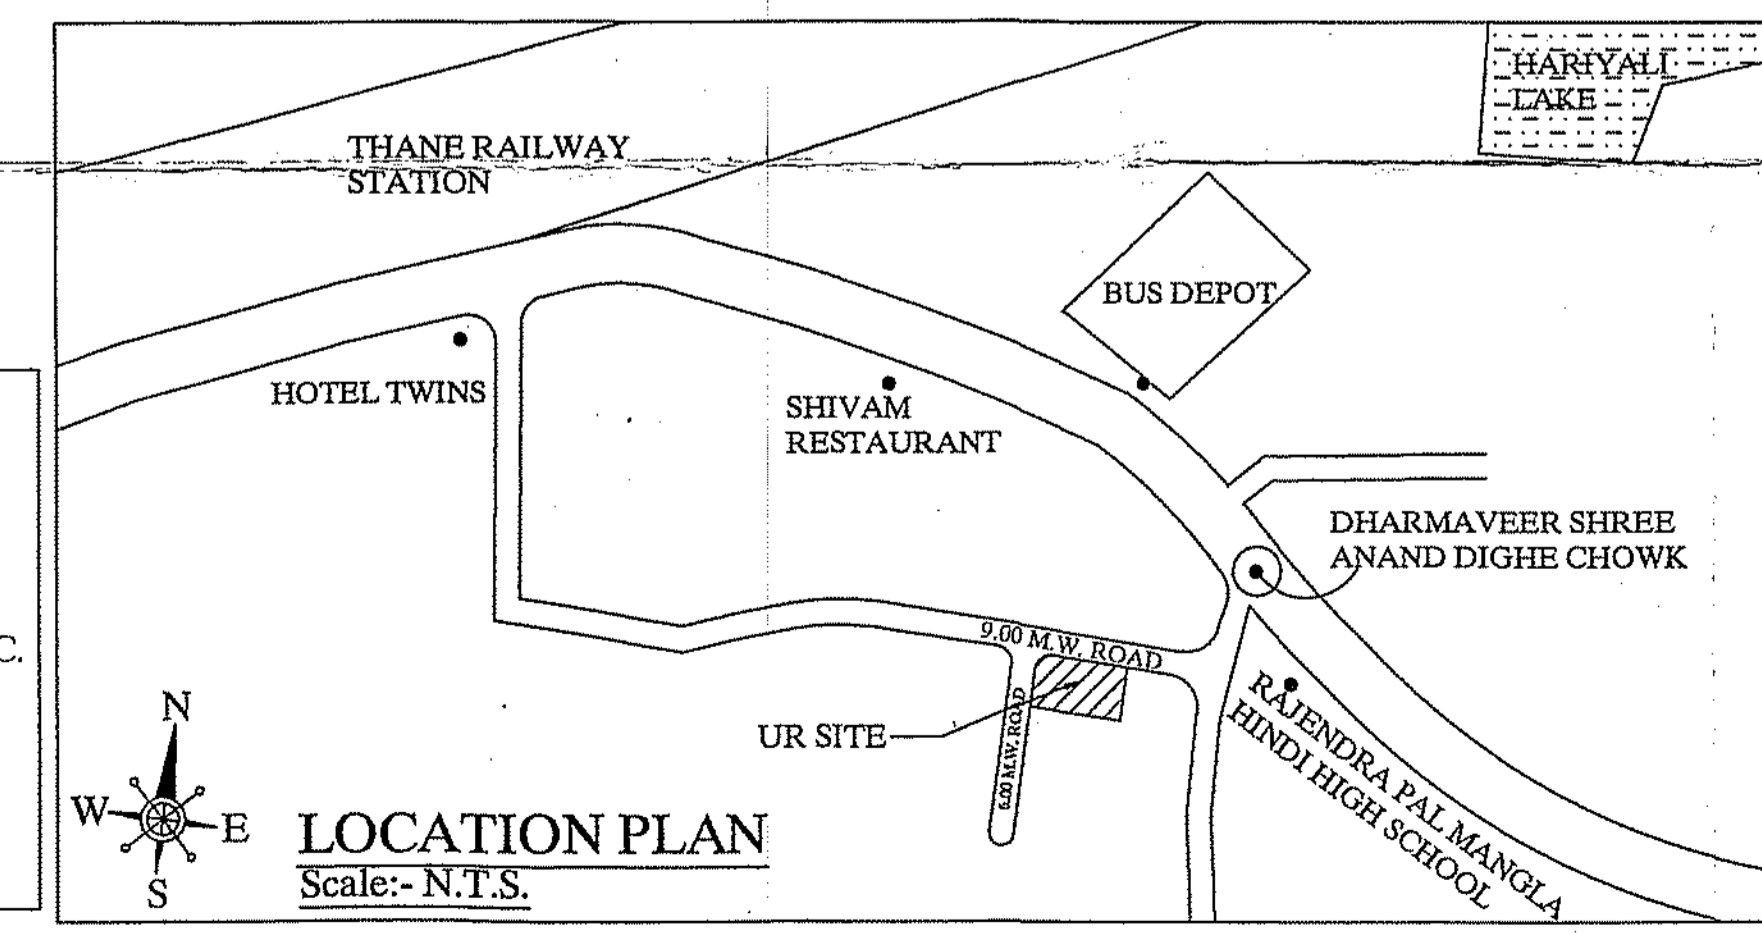 HARIYALI
LAKE
THANE RAILWAY
STATION
BUS DEPOT
HOTEL TWINS
SHIVAM
RESTAURANT
DHARMAVEER SHREE
ANAND DIGHE CHOWK
9.00 M.W. ROAD
C.
6.00 M.W. ROAD
UR SITE
RAJENDRA PAL MANGLA
HINDI HIGH SCHOOL
N
W
E
S
LOCATION PLAN
Scale:- N.T.S.